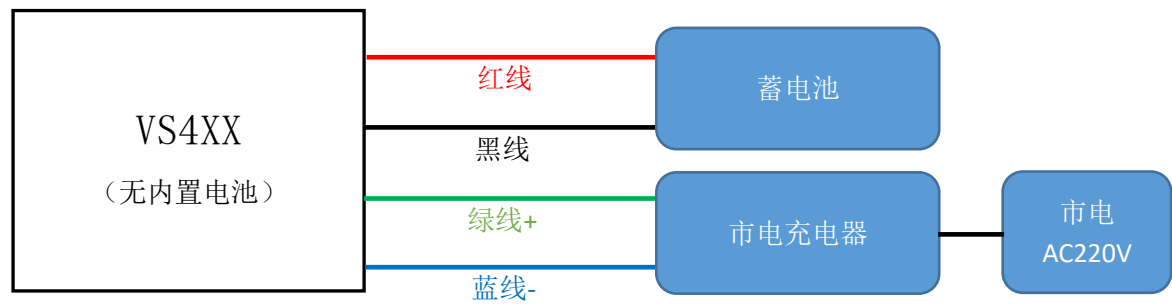 VS4XX
（无内置电池）
红线
黑线
绿线+
蓝线-
蓄电池
市电充电器
市电
AC220V